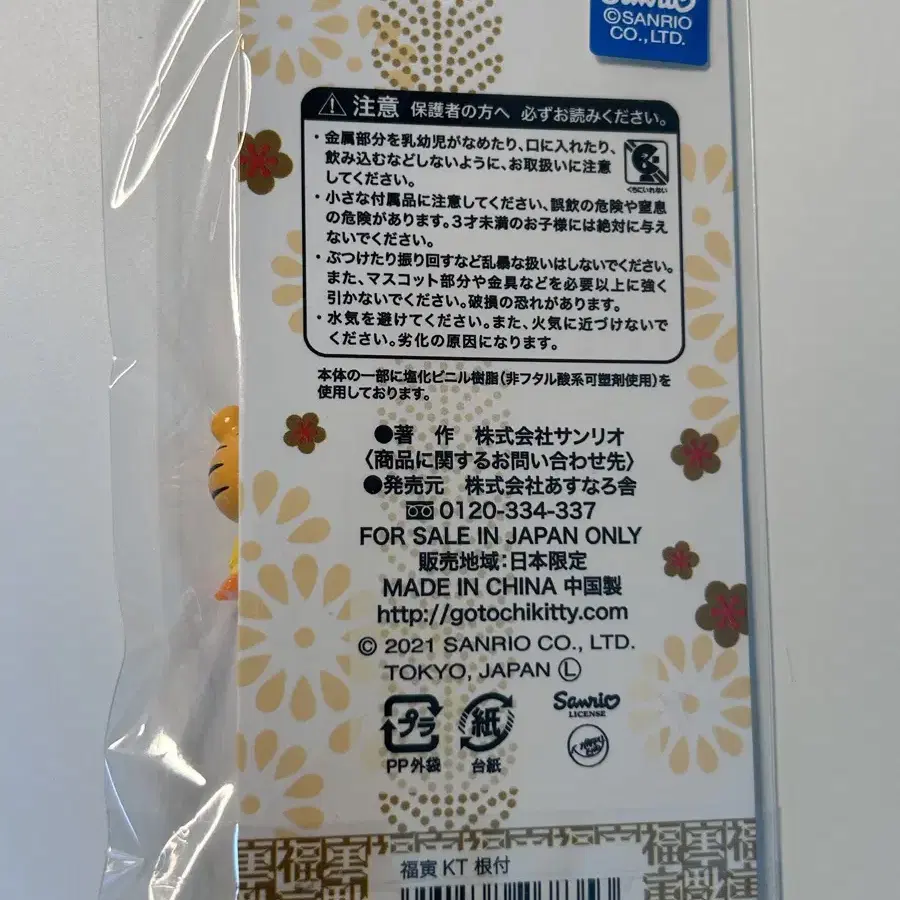 Sanrio
©SANRIO
CO.,LTD.
⚠注意 保護者の方へ 必ずお読みください。
・金属部分を乳幼児がなめたり、口に入れたり、
飲み込むなどしないように、お取扱いに注意
してください。
くちにいれない
・小さな付属品に注意してください、誤飲の危険や窒息
の危険があります。3才未満のお子様には絶対に与え
ないでください。
・ぶつけたり振り回すなど乱暴な扱いはしないでください。
また、マスコット部分や金具などを必要以上に強く
引かないでください。破損の恐れがあります。
・水気を避けてください。また、火気に近づけないで
ください。劣化の原因になります。
本体の一部に塩化ビニル樹脂(非フタル酸系可塑剤使用)を
使用しております。
●著 作 株式会社サンリオ
〈商品に関するお問い合わせ先〉
●発売元 株式会社あすなろ舎
0120-334-337
FOR SALE IN JAPAN ONLY
販売地域:日本限定
MADE IN CHINA 中国製
http://gotochikitty.com
© 2021 SANRIO CO., LTD.
TOKYO, JAPAN Ⓛ
プラ
PP外袋
紙
台紙
Sanrio
LICENSE
福寅 KT 根付